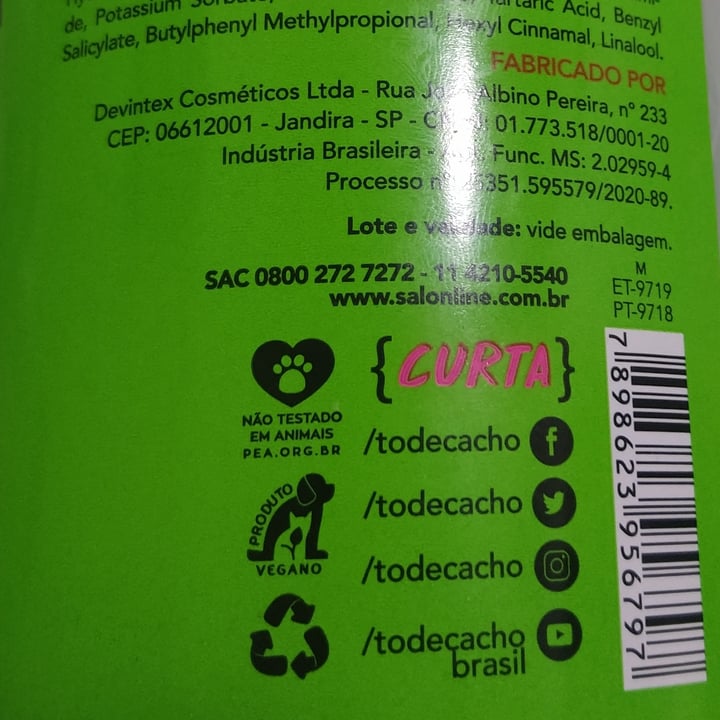 de, Potassium Tartaric Acid, Benzyl
Salicylate, Butylphenyl Methylpropional, Hexyl Cinnamal, Linalool.
FABRICADO POR
Devintex Cosméticos Ltda - Rua Albino Pereira, nº 233
CEP: 06612001 - Jandira - SP - 01.773.518/0001-20
Indústria Brasileira - Func. MS: 2.02959-4
Processo 351.595579/2020-89.
Lote e validade: vide embalagem.
SAC 0800 272 7272 - 11 4210-5540
www.salonline.com.br
M
ET-9719
PT-9718
{CURTA}
NÃO TESTADO
EM ANIMAIS
PEA.ORG.BR
/todecacho
/todecacho
PRODUTO
VEGANO
/todecacho
/todecacho
brasil
7 898623 956797